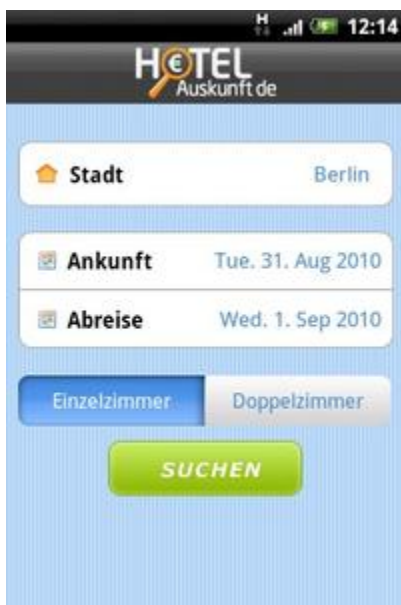 H 12:14
H€TEL
Auskunft.de
Stadt Berlin
Ankunft Tue. 31. Aug 2010
Abreise Wed. 1. Sep 2010
Einzelzimmer Doppelzimmer
SUCHEN